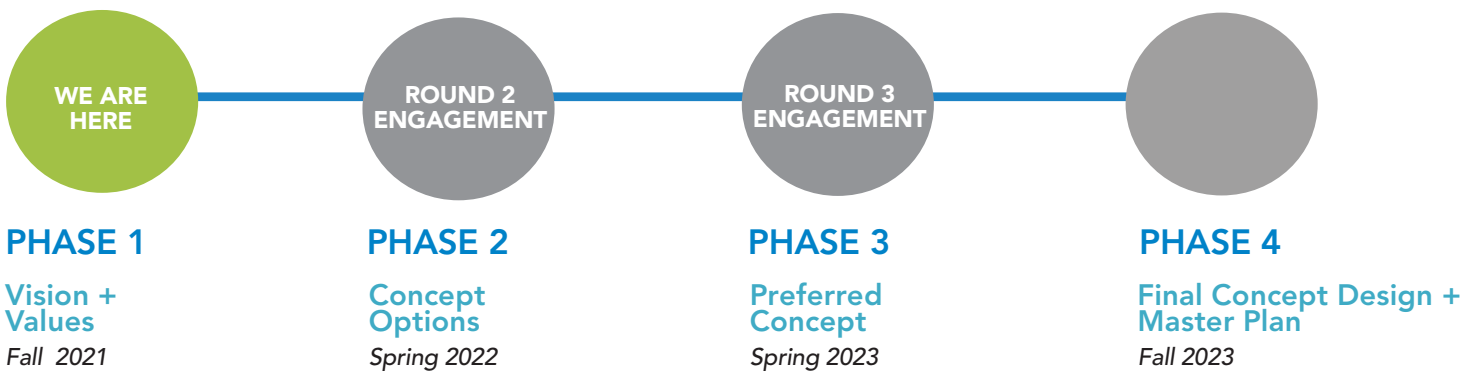 WE ARE
HERE
ROUND 2
ENGAGEMENT
ROUND 3
ENGAGEMENT
PHASE 1
Vision +
Values
Fall 2021
PHASE 2
Concept
Options
Spring 2022
PHASE 3
Preferred
Concept
Spring 2023
PHASE 4
Final Concept Design +
Master Plan
Fall 2023